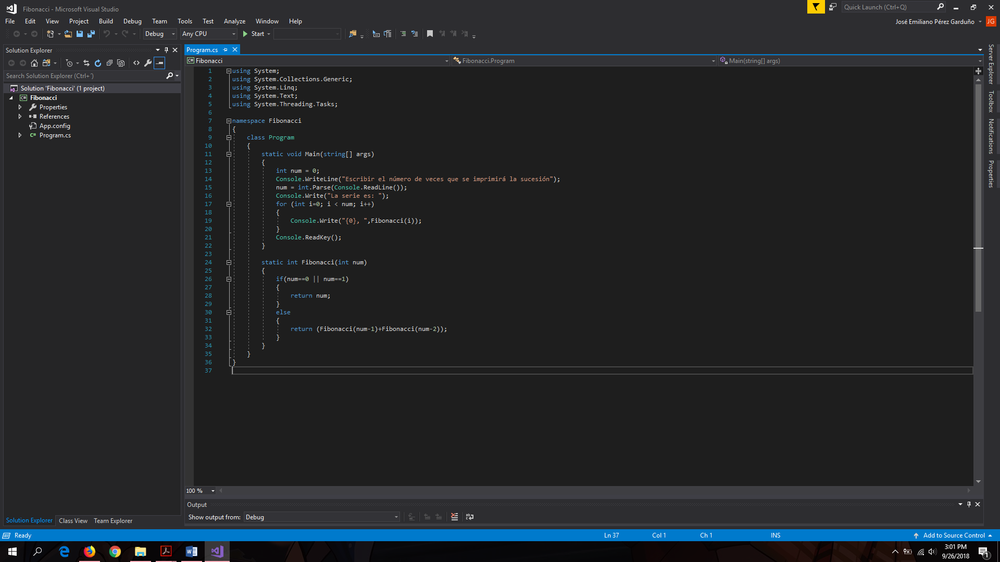 Fibonacci - Microsoft Visual Studio
Quick Launch (Ctrl+Q)
File Edit View Project Build Debug Team Tools Test Analyze Window Help
José Emiliano Pérez Garduño JG
Debug Any CPU Start
Solution Explorer
Search Solution Explorer (Ctrl+´)
Solution 'Fibonacci' (1 project)
C# Fibonacci
Properties
References
App.config
C# Program.cs
Solution Explorer Class View Team Explorer
Program.cs
C# Fibonacci Fibonacci.Program Main(string[] args)
1 using System;
2 using System.Collections.Generic;
3 using System.Linq;
4 using System.Text;
5 using System.Threading.Tasks;
6
7 namespace Fibonacci
8 {
9 class Program
10 {
11 static void Main(string[] args)
12 {
13 int num = 0;
14 Console.WriteLine("Escribir el número de veces que se imprimirá la sucesión");
15 num = int.Parse(Console.ReadLine());
16 Console.Write("La serie es: ");
17 for (int i=0; i < num; i++)
18 {
19 Console.Write("{0}, ",Fibonacci(i));
20 }
21 Console.ReadKey();
22 }
23
24 static int Fibonacci(int num)
25 {
26 if(num==0 || num==1)
27 {
28 return num;
29 }
30 else
31 {
32 return (Fibonacci(num-1)+Fibonacci(num-2));
33 }
34 }
35 }
36 }
37
100 %
Output
Show output from: Debug
Server Explorer
Toolbox
Notifications
Properties
Ready Ln 37 Col 1 Ch 1 INS Add to Source Control
3:01 PM
9/26/2018
1